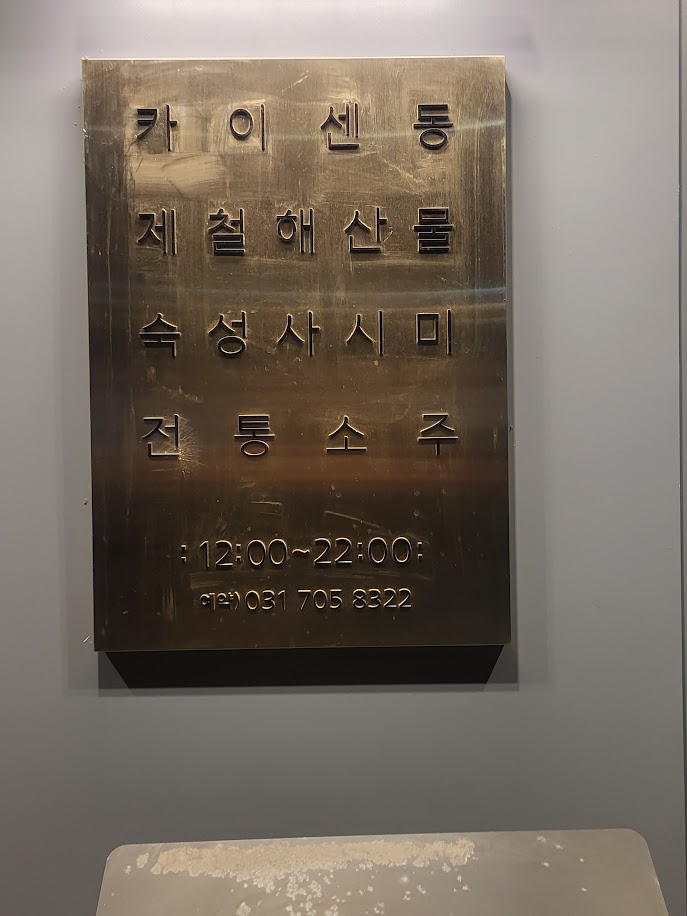 카이센동
제철해산물
숙성사시미
전통소주
: 12:00~22:00:
예약) 031 705 8322